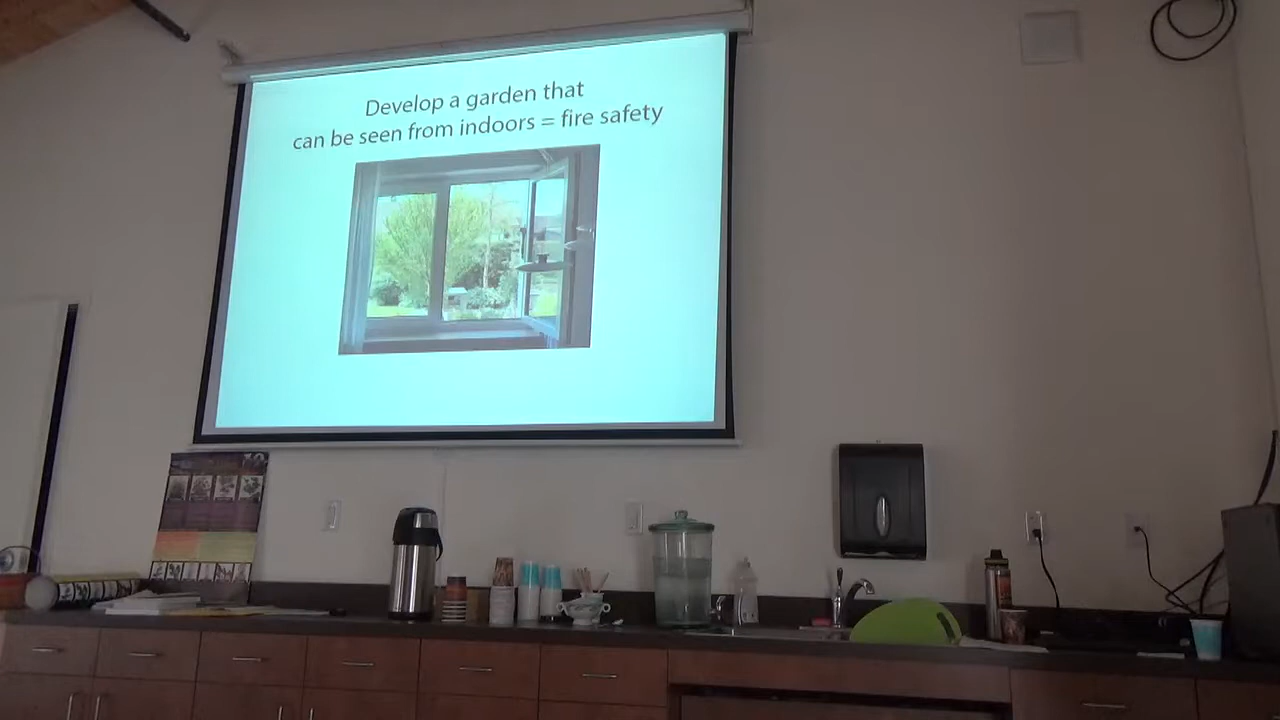 Develop a garden that
can be seen from indoors = fire safety